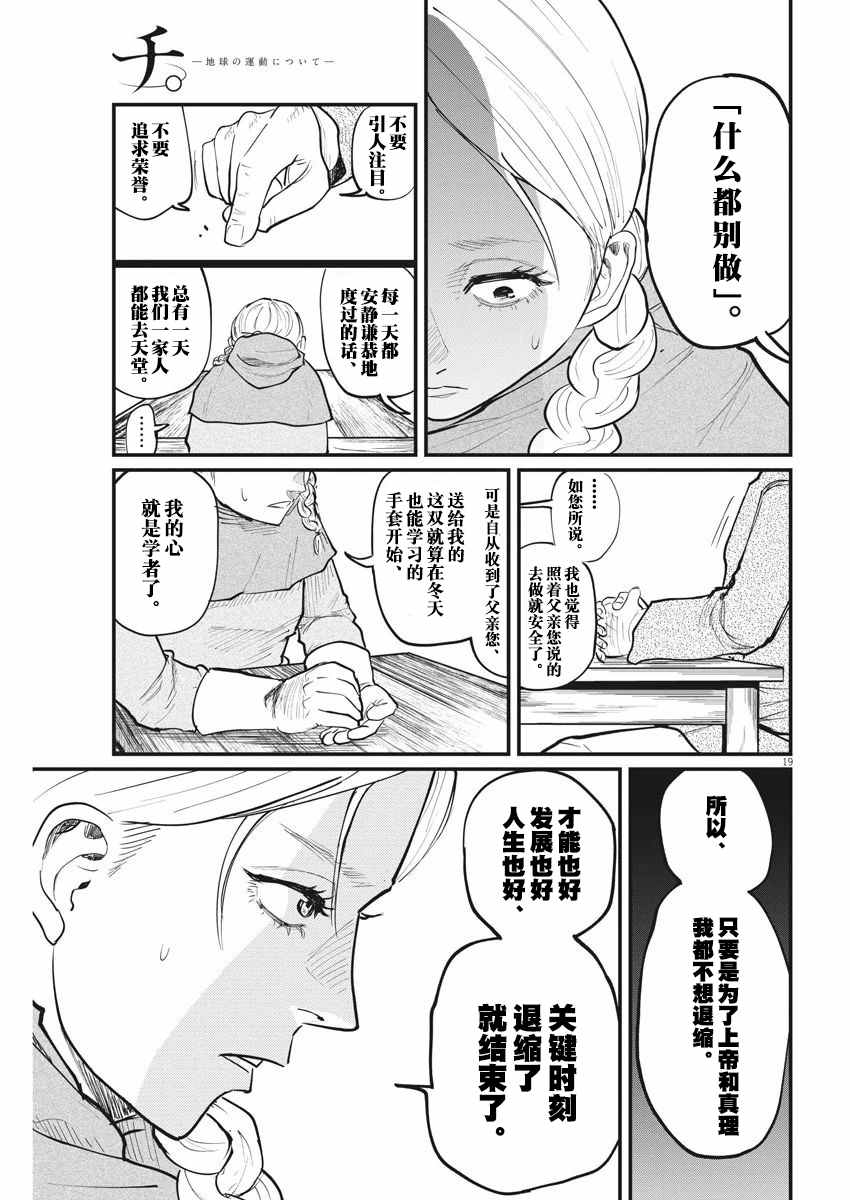 チ。
―地球の運動について―
「什么都别做」。
不要
引人注目。
不要
追求荣誉。
每一天都
安静谦恭地
度过的话、
总有一天
我们一家人
都能去天堂。
……
……
如您所说。
我也觉得
照着父亲您说的
去做就安全了。
可是自从收到了父亲您、
送给我的
这双就算在冬天
也能学习的
手套开始、
我的心
就是学者了。
19
所以、
只要是为了上帝和真理
我都不想退缩。
才能也好
发展也好
人生也好、
关键时刻
退缩了
就结束了。